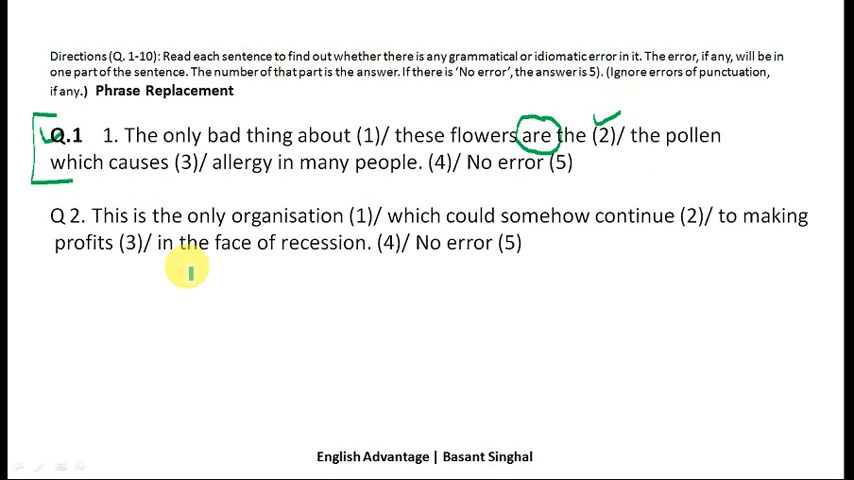 Directions (Q. 1-10): Read each sentence to find out whether there is any grammatical or idiomatic error in it. The error, if any, will be in
one part of the sentence. The number of that part is the answer. If there is 'No error', the answer is 5). (Ignore errors of punctuation,
if any.) Phrase Replacement
Q.1 1. The only bad thing about (1)/ these flowers are the (2)/ the pollen
which causes (3)/ allergy in many people. (4)/ No error (5)
Q 2. This is the only organisation (1)/ which could somehow continue (2)/ to making
profits (3)/ in the face of recession. (4)/ No error (5)
English Advantage | Basant Singhal